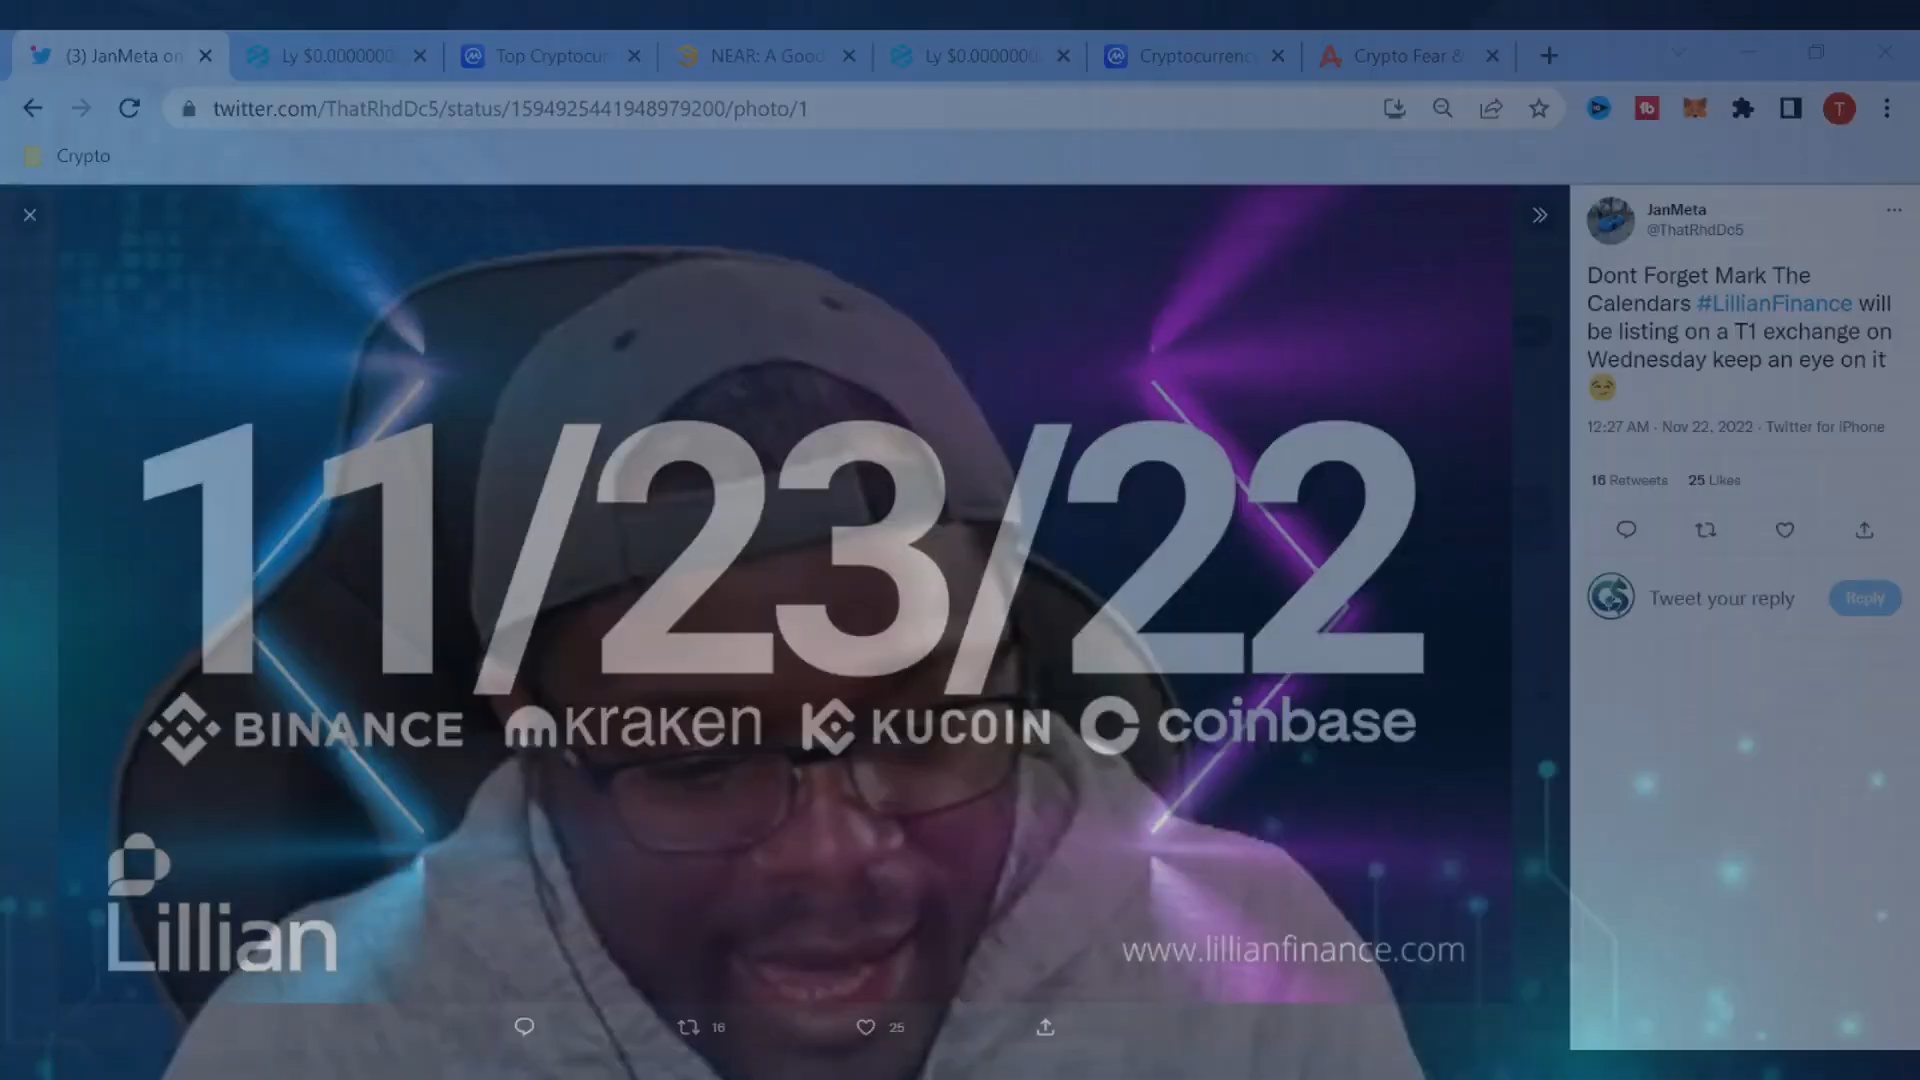 (3) JanMeta on
Ly $0.0000000
Top Cryptocur
NEAR: A Good
Ly $0.0000000
Cryptocurrenc
Crypto Fear &
twitter.com/ThatRhdDc5/status/1594925441948979200/photo/1
T
Crypto
JanMeta
@ThatRhdDc5
Dont Forget Mark The
Calendars #LillianFinance will
be listing on a T1 exchange on
Wednesday keep an eye on it
12:27 AM · Nov 22, 2022 · Twitter for iPhone
16 Retweets 25 Likes
Tweet your reply
Reply
11/23/22
BINANCE kraken KUCOIN coinbase
Lillian
www.lillianfinance.com
16 25